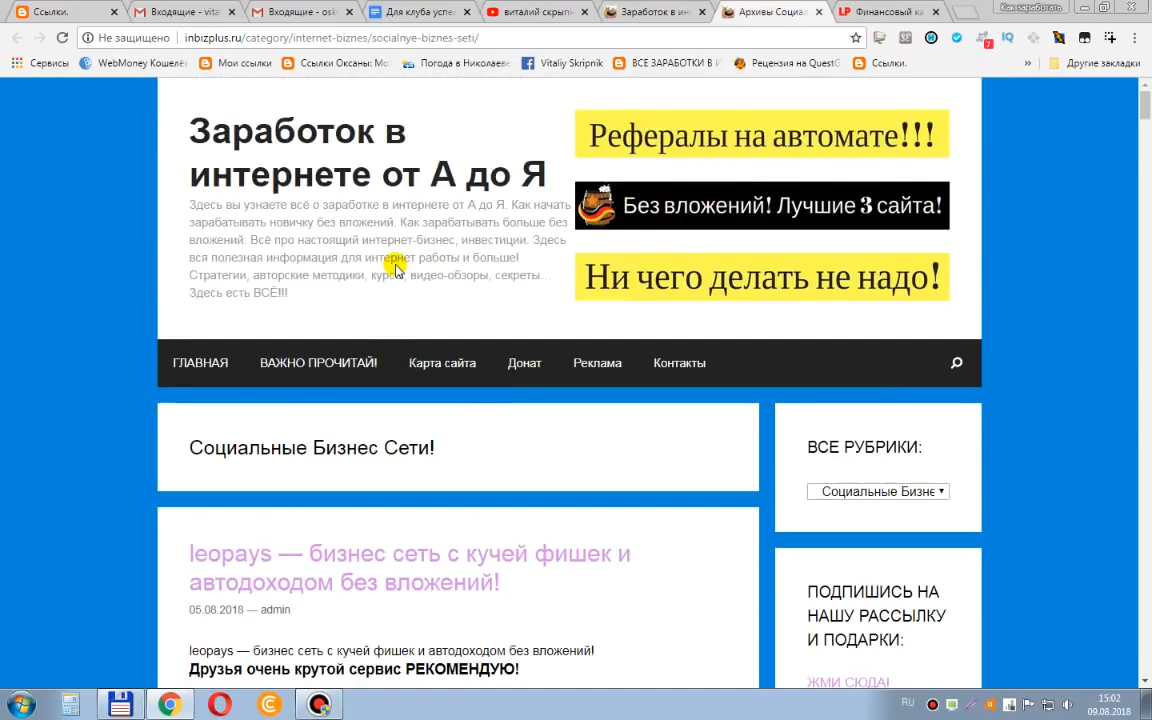 Ссылки.
Входящие - vita
Входящие - osk
Для клуба успе
виталий скрыпн
Заработок в ин
Архивы Социал
Финансовый ка
Как заработать
Не защищено
inbizplus.ru/category/internet-biznes/socialnye-biznes-seti/
7
IQ
Сервисы
WebMoney Кошелё
Мои ссылки
Ссылки Оксаны: Мо
Погода в Николаеве
Vitaliy Skripnik
ВСЕ ЗАРАБОТКИ В И
Рецензия на QuestG
Ссылки.
»
Другие закладки
Заработок в
интернете от А до Я
Здесь вы узнаете всё о заработке в интернете от А до Я. Как начать
зарабатывать новичку без вложений. Как зарабатывать больше без
вложений. Всё про настоящий интернет-бизнес, инвестиции. Здесь
вся полезная информация для интернет работы и больше!
Стратегии, авторские методики, курсы, видео-обзоры, секреты…
Здесь есть ВСЁ!!!
Рефералы на автомате!!!
Без вложений! Лучшие 3 сайта!
Ни чего делать не надо!
ГЛАВНАЯ
ВАЖНО ПРОЧИТАЙ!
Карта сайта
Донат
Реклама
Контакты
Социальные Бизнес Сети!
ВСЕ РУБРИКИ:
Социальные Бизне
leopays — бизнес сеть с кучей фишек и
автодоходом без вложений!
05.08.2018 — admin
leopays — бизнес сеть с кучей фишек и автодоходом без вложений!
Друзья очень крутой сервис РЕКОМЕНДУЮ!
ПОДПИШИСЬ НА
НАШУ РАССЫЛКУ
И ПОДАРКИ:
ЖМИ СЮДА!
RU
15:02
09.08.2018